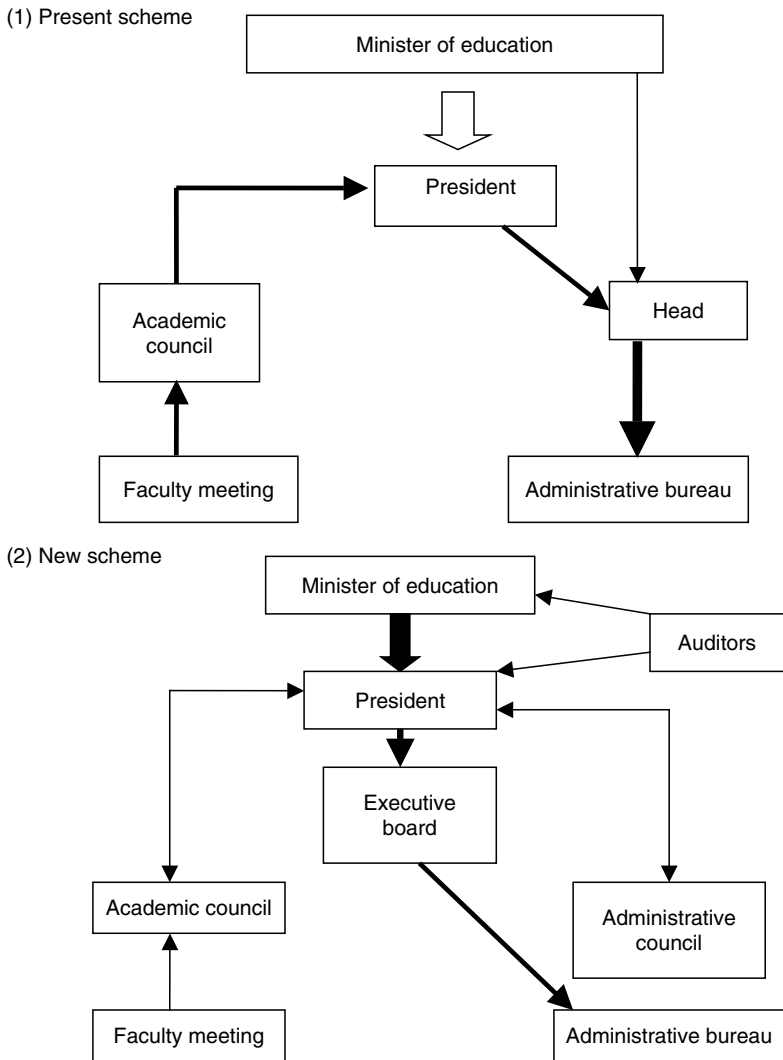 (1) Present scheme
Minister of education
President
Academic
council
Head
Faculty meeting
Administrative bureau
(2) New scheme
Minister of education
Auditors
President
Executive
board
Academic council
Administrative
council
Faculty meeting
Administrative bureau